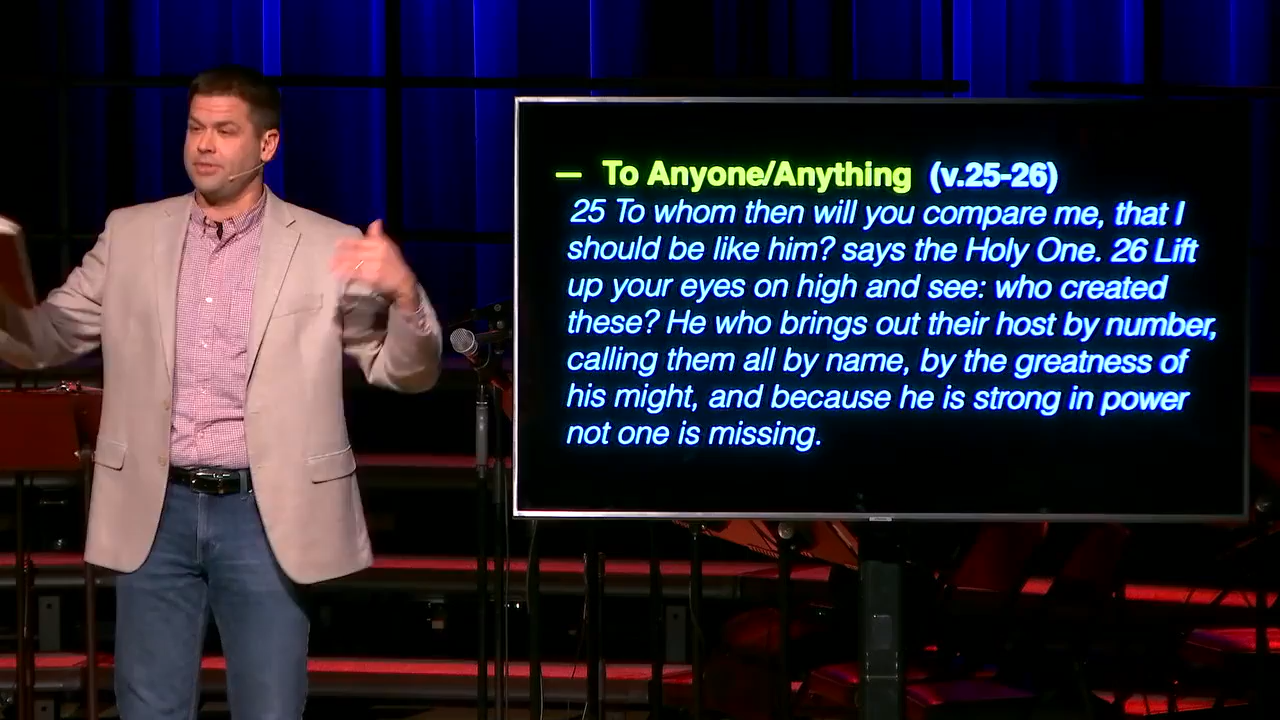 — To Anyone/Anything (v.25-26)
25 To whom then will you compare me, that I
should be like him? says the Holy One. 26 Lift
up your eyes on high and see: who created
these? He who brings out their host by number,
calling them all by name, by the greatness of
his might, and because he is strong in power
not one is missing.